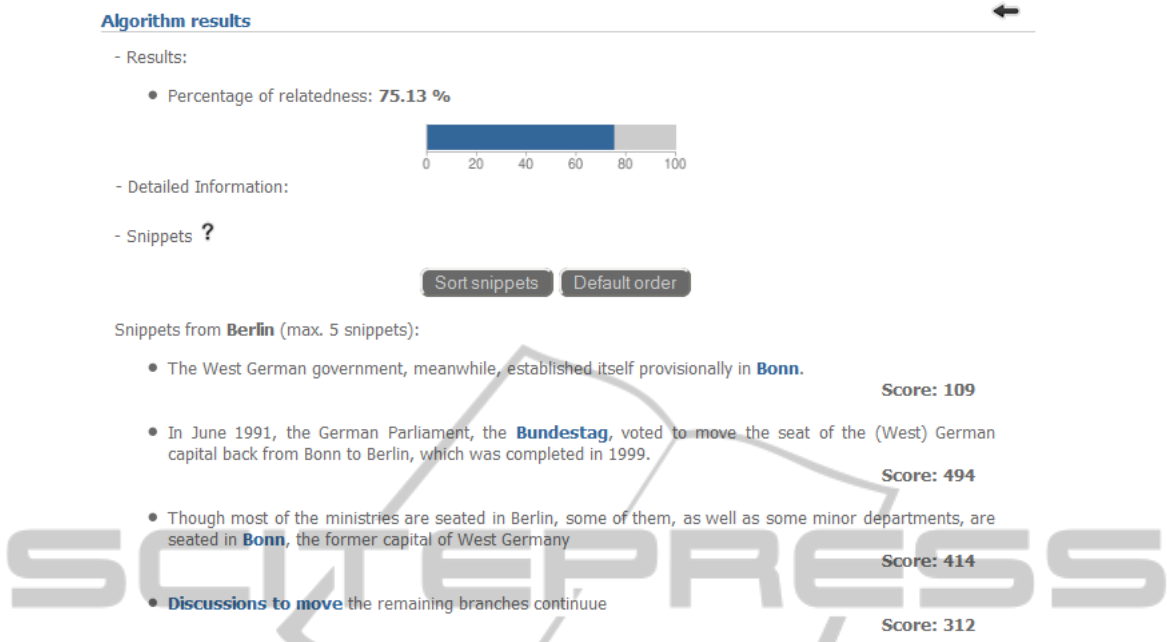 Algorithm results
- Results:
• Percentage of relatedness: 75.13 %
0 20 40 60 80 100
- Detailed Information:
- Snippets ?
Sort snippets Default order
Snippets from Berlin (max. 5 snippets):
• The West German government, meanwhile, established itself provisionally in Bonn.
Score: 109
• In June 1991, the German Parliament, the Bundestag, voted to move the seat of the (West) German
capital back from Bonn to Berlin, which was completed in 1999.
Score: 494
• Though most of the ministries are seated in Berlin, some of them, as well as some minor departments, are
seated in Bonn, the former capital of West Germany
Score: 414
SCITEPRESS
• Discussions to move the remaining branches continuue
Score: 312